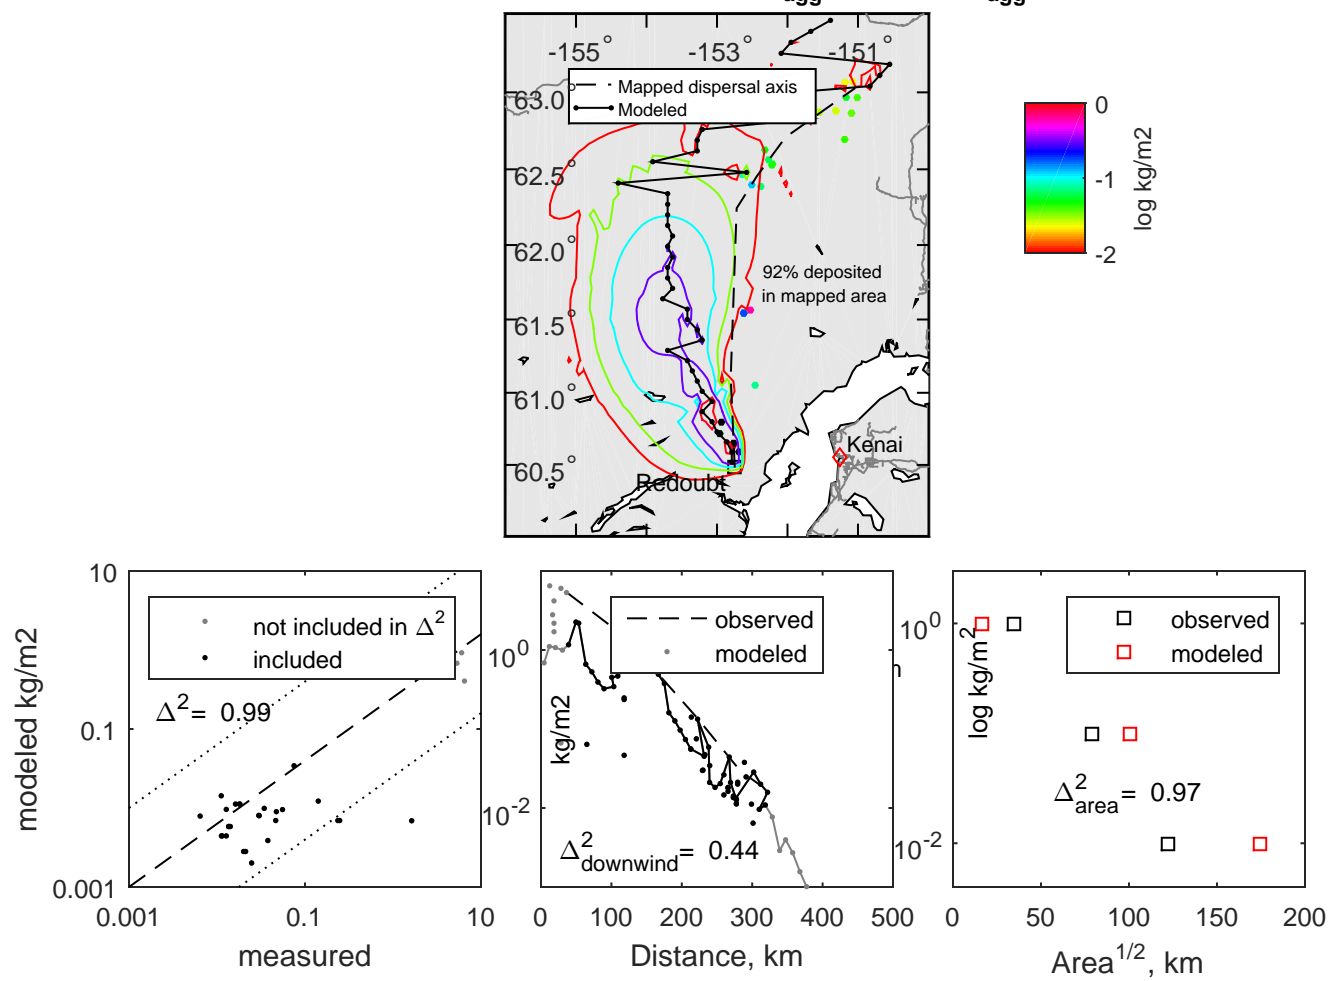 agg agg
-155° -153° -151°
Mapped dispersal axis
Modeled
63.0°
62.5°
62.0°
61.5°
61.0°
60.5°
92% deposited
in mapped area
Kenai
Redoubt
0
-1
-2
log kg/m2
10
0.1
0.001
modeled kg/m2
not included in Δ²
included
Δ²= 0.99
0.001 0.1 10
measured
10⁰
10⁻²
kg/m2
observed
modeled
Δ²downwind= 0.44
0 100 200 300 400 500
Distance, km
10⁰
10⁻²
log kg/m²
observed
modeled
Δ²area= 0.97
0 50 100 150 200
Area¹/², km